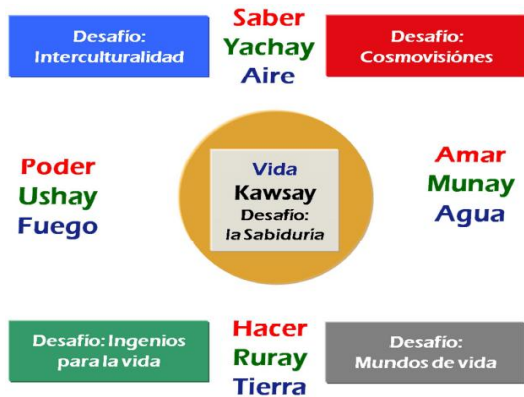 Desafío:
Interculturalidad
Saber
Yachay
Aire
Desafío:
Cosmovisiónes
Poder
Ushay
Fuego
Vida
Kawsay
Desafío:
la Sabiduría
Amar
Munay
Agua
Desafío: Ingenios
para la vida
Hacer
Ruray
Tierra
Desafío:
Mundos de vida